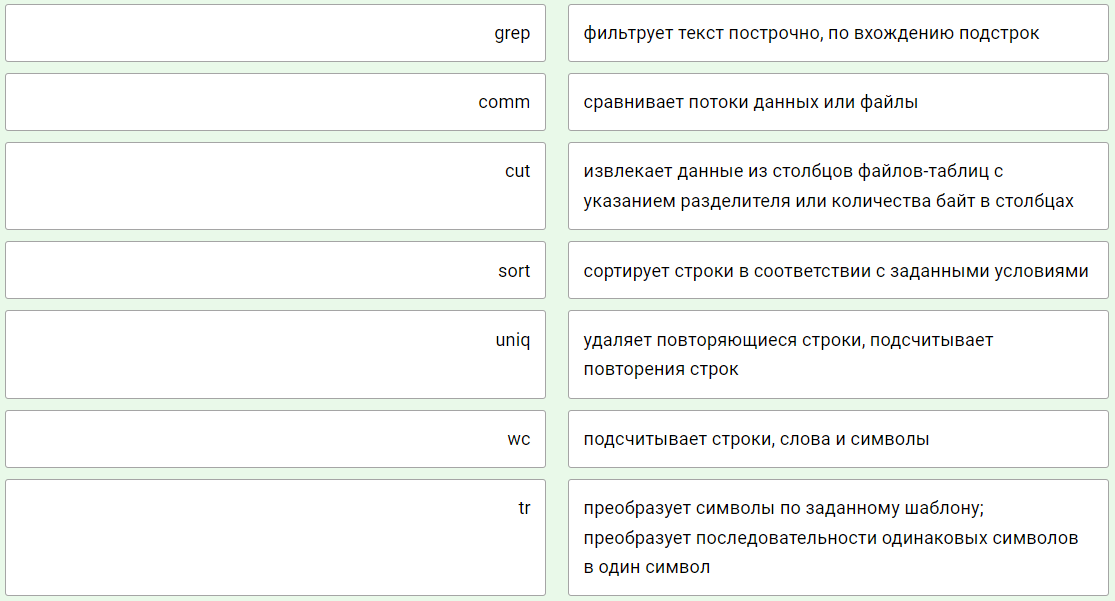 grep
фильтрует текст построчно, по вхождению подстрок
comm
сравнивает потоки данных или файлы
cut
извлекает данные из столбцов файлов-таблиц с
указанием разделителя или количества байт в столбцах
sort
сортирует строки в соответствии с заданными условиями
uniq
удаляет повторяющиеся строки, подсчитывает
повторения строк
wc
подсчитывает строки, слова и символы
tr
преобразует символы по заданному шаблону;
преобразует последовательности одинаковых символов
в один символ